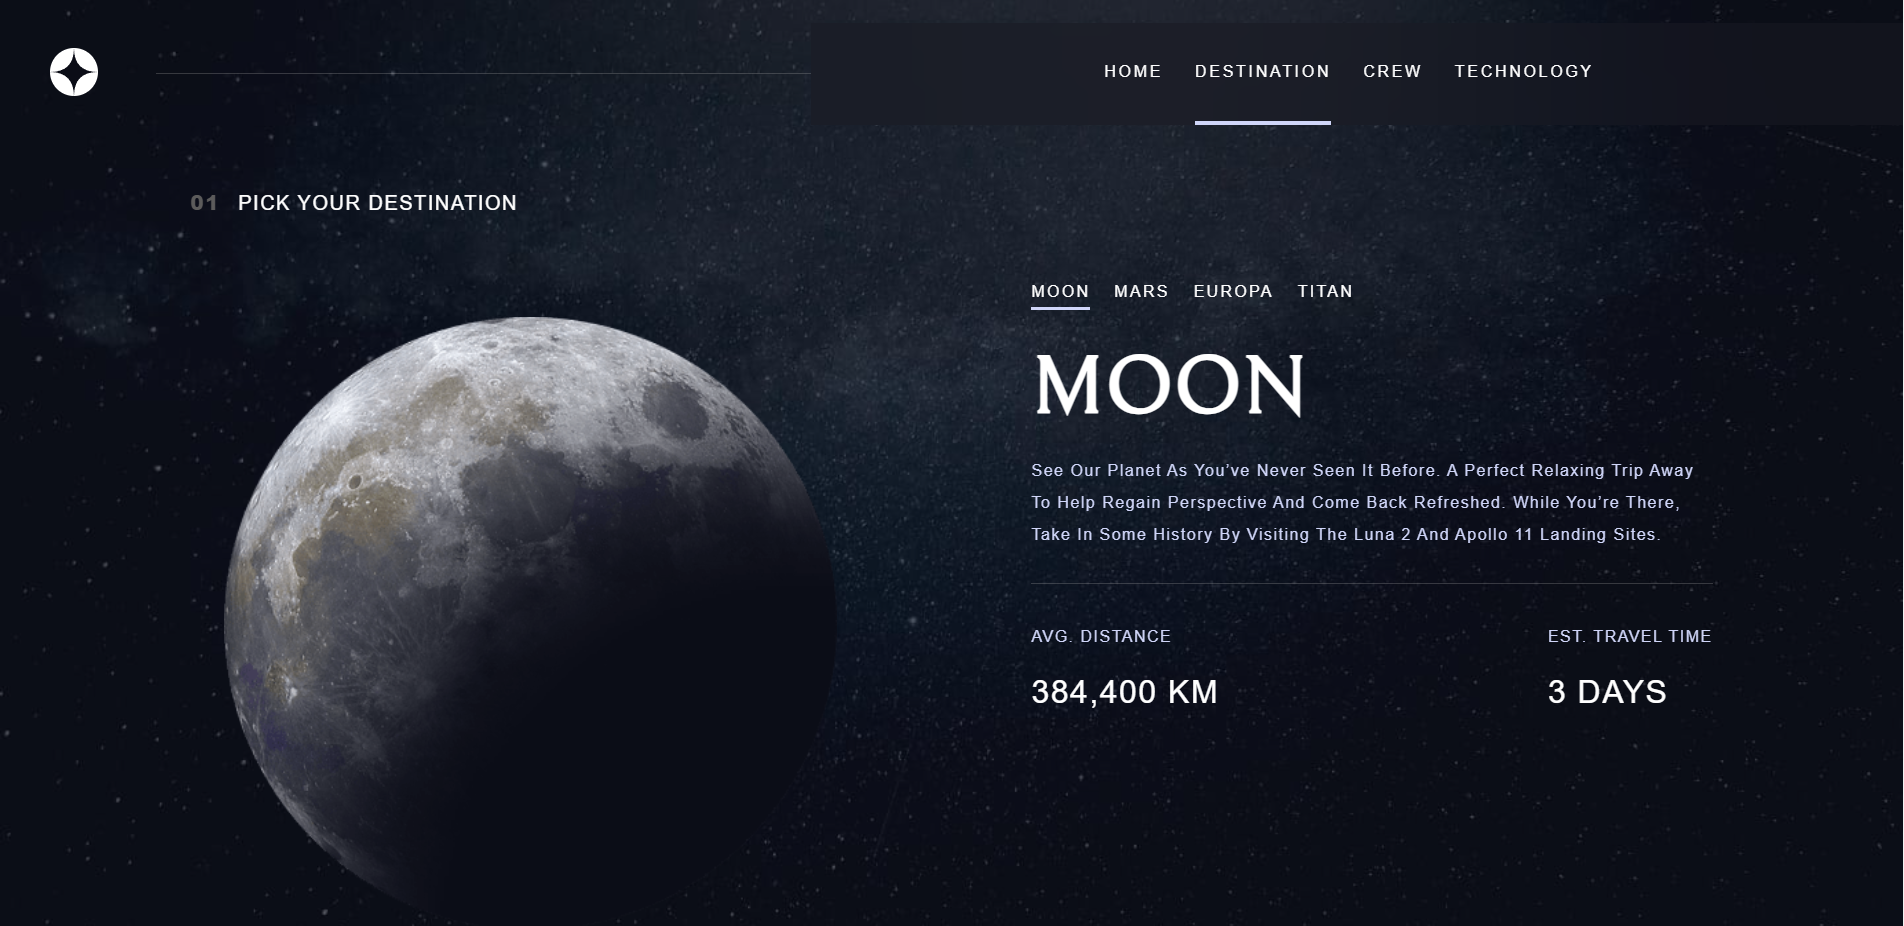 HOME DESTINATION CREW TECHNOLOGY
01 PICK YOUR DESTINATION
MOON MARS EUROPA TITAN
MOON
See Our Planet As You’ve Never Seen It Before. A Perfect Relaxing Trip Away
To Help Regain Perspective And Come Back Refreshed. While You’re There,
Take In Some History By Visiting The Luna 2 And Apollo 11 Landing Sites.
AVG. DISTANCE
384,400 KM
EST. TRAVEL TIME
3 DAYS